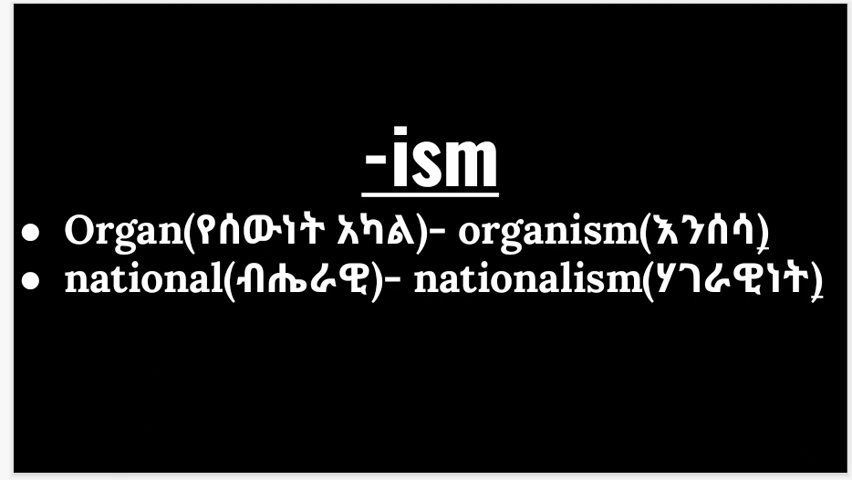 -ism
● Organ(የሰውነት አካል)- organism(እንሰሳ)
● national(ብሔራዊ)- nationalism(ሃገራዊነት)